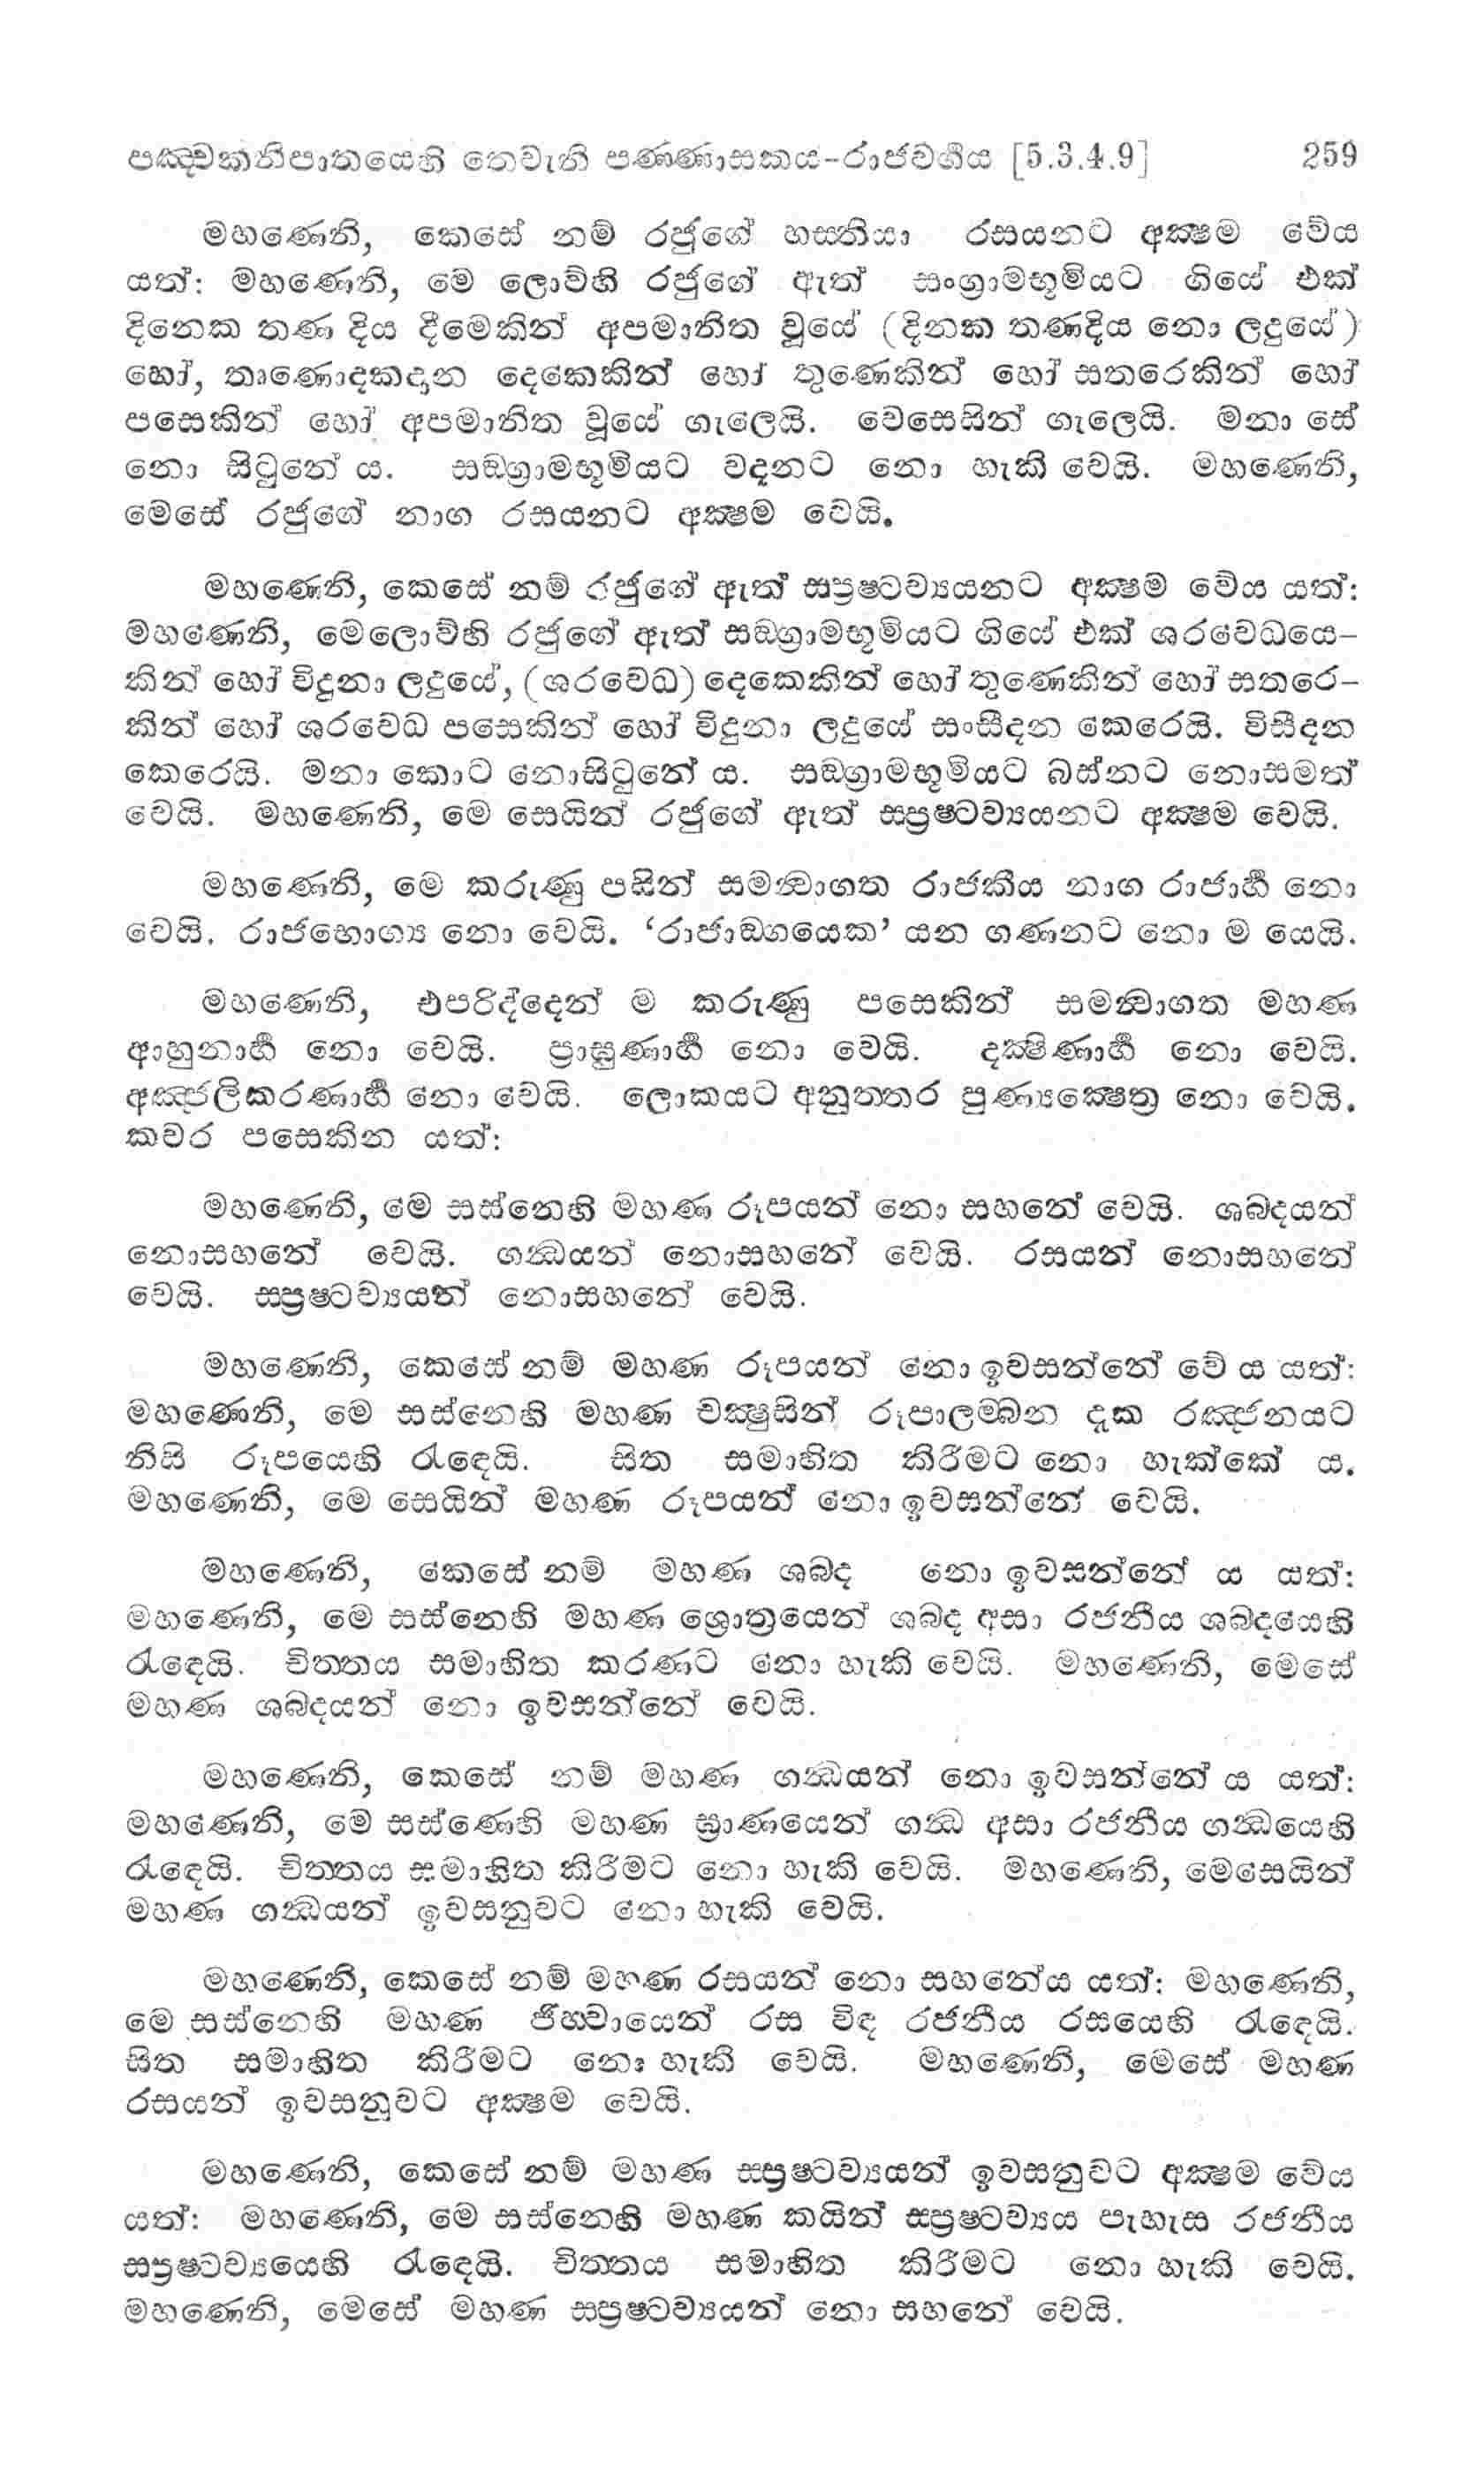 පඤ්චකනිපාතයෙහි තෙවැනි පණ්ණාසකය-රාජවර්ගය [5.3.4.9] 259
මහණෙනි, කෙසේ නම් රජුගේ හස්තියා රසයනට අක්‍ෂම වේය
යත්: මහණෙනි, මෙ ලොව්හි රජුගේ ඇත් සංග්‍රාමභූමියට ගියේ එක්
දිනෙක තණ දිය දීමෙකින් අපමානිත වූයේ (දිනක තණදිය නො ලදුයේ)
හෝ, තෘණොදකදාන දෙකෙකින් හෝ තුණෙකින් හෝ සතරෙකින් හෝ
පසෙකින් හෝ අපමානිත වූයේ ගැලෙයි. වෙසෙසින් ගැලෙයි. මනා සේ
නො සිටුනේ ය. සඞ්ග්‍රාමභූමියට වදනට නො හැකි වෙයි. මහණෙනි,
මෙසේ රජුගේ නාග රසයනට අක්‍ෂම වෙයි.
මහණෙනි, කෙසේ නම් රජුගේ ඇත් ස්ප්‍රෂ්ටව්‍යයනට අක්‍ෂම වේය යත්:
මහණෙනි, මෙලොව්හි රජුගේ ඇත් සඞ්ග්‍රාමභූමියට ගියේ එක් ශරවෙධයෙ-
කින් හෝ විදුනා ලදුයේ, (ශරවෙධ) දෙකෙකින් හෝ තුණෙකින් හෝ සතරෙ-
කින් හෝ ශරවෙධ පසෙකින් හෝ විදුනා ලදුයේ සංසීදන කෙරෙයි. විසීදන
කෙරෙයි. මනා කොට නොසිටුනේ ය. සඞ්ග්‍රාමභූමියට බස්නට නොසමත්
වෙයි. මහණෙනි, මෙ සෙයින් රජුගේ ඇත් ස්ප්‍රෂ්ටව්‍යයනට අක්‍ෂම වෙයි.
මහණෙනි, මෙ කරුණු පසින් සමන්‍වාගත රාජකීය නාග රාජාර්හ නො
වෙයි. රාජභොග්‍ය නො වෙයි. ‘රාජාඞ්ගයෙක’ යන ගණනට නො ම යෙයි.
මහණෙනි, එපරිද්දෙන් ම කරුණු පසෙකින් සමන්‍වාගත මහණ
ආහුනාර්හ නො වෙයි. ප්‍රාඝුණාර්හ නො වෙයි. දක්‍ෂිණාර්හ නො වෙයි.
අඤ්ජලිකරණාර්හ නො වෙයි. ලොකයට අනුත්තර පුණ්‍යක්‍ෂෙත්‍ර නො වෙයි.
කවර පසෙකින යත්:
මහණෙනි, මෙ සස්නෙහි මහණ රූපයන් නො සහනේ වෙයි. ශබ්දයන්
නොසහනේ වෙයි. ගන්‍ධයන් නොසහනේ වෙයි. රසයන් නොසහනේ
වෙයි. ස්ප්‍රෂ්ටව්‍යයන් නොසහනේ වෙයි.
මහණෙනි, කෙසේ නම් මහණ රූපයන් නො ඉවසන්නේ වේ ය යත්:
මහණෙනි, මෙ සස්නෙහි මහණ චක්‍ෂුසින් රූපාලම්බන දැක රඤ්ජනයට
නිසි රූපයෙහි රැඳෙයි. සිත සමාහිත කිරීමට නො හැක්කේ ය.
මහණෙනි, මෙ සෙයින් මහණ රූපයන් නො ඉවසන්නේ වෙයි.
මහණෙනි, කෙසේ නම් මහණ ශබ්ද නො ඉවසන්නේ ය යත්:
මහණෙනි, මෙ සස්නෙහි මහණ ශ්‍රොත්‍රයෙන් ශබ්ද අසා රජනීය ශබ්දයෙහි
රැඳෙයි. චිත්තය සමාහිත කරණට නො හැකි වෙයි. මහණෙනි, මෙසේ
මහණ ශබ්දයන් නො ඉවසන්නේ වෙයි.
මහණෙනි, කෙසේ නම් මහණ ගන්‍ධයන් නො ඉවසන්නේ ය යත්:
මහණෙනි, මෙ සස්ණෙහි මහණ ඝ්‍රාණයෙන් ගන්‍ධ අසා රජනීය ගන්‍ධයෙහි
රැඳෙයි. චිත්තය සමාහිත කිරීමට නො හැකි වෙයි. මහණෙනි, මෙසෙයින්
මහණ ගන්‍ධයන් ඉවසනුවට නො හැකි වෙයි.
මහණෙනි, කෙසේ නම් මහණ රසයන් නො සහනේය යත්: මහණෙනි,
මෙ සස්නෙහි මහණ ජිහ්වායෙන් රස විඳ රජනීය රසයෙහි රැඳෙයි.
සිත සමාහිත කිරීමට නො හැකි වෙයි. මහණෙනි, මෙසේ මහණ
රසයන් ඉවසනුවට අක්‍ෂම වෙයි.
මහණෙනි, කෙසේ නම් මහණ ස්ප්‍රෂ්ටව්‍යයන් ඉවසනුවට අක්‍ෂම වේය
යත්: මහණෙනි, මෙ සස්නෙහි මහණ කයින් ස්ප්‍රෂ්ටව්‍යය පැහැස රජනීය
ස්ප්‍රෂ්ටව්‍යයෙහි රැඳෙයි. චිත්තය සමාහිත කිරීමට නො හැකි වෙයි.
මහණෙනි, මෙසේ මහණ ස්ප්‍රෂ්ටව්‍යයන් නො සහනේ වෙයි.